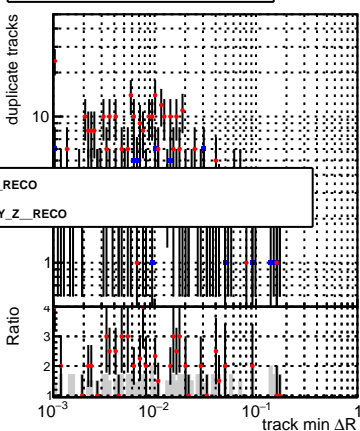 duplicate tracks
10
_RECO
Y_Z__RECO
1
Ratio
4
3
2
1
10⁻³
10⁻²
10⁻¹
1
track min ΔR